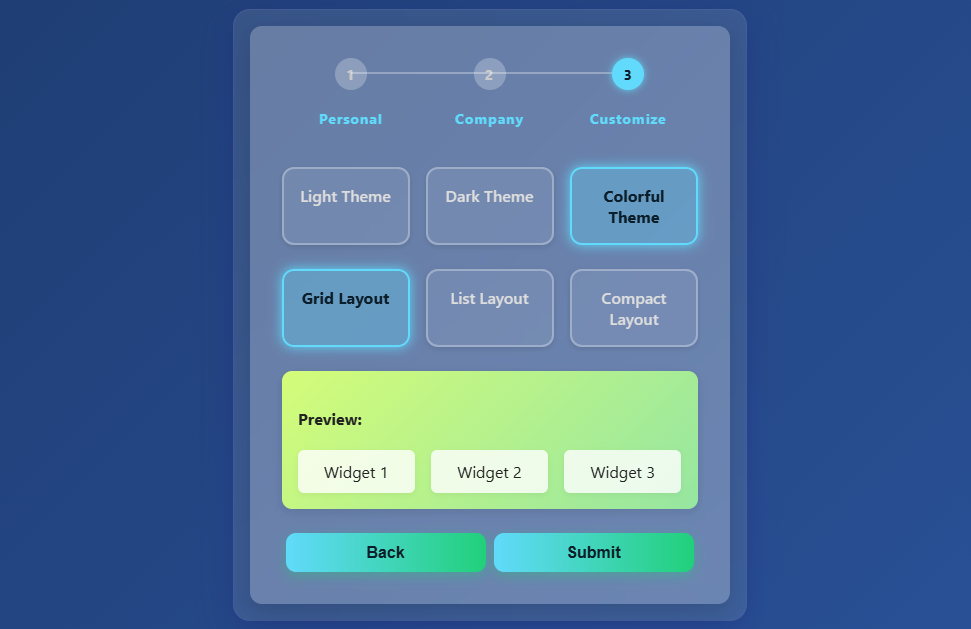 1 2 3
Personal Company Customize
Light Theme Dark Theme Colorful
Theme
Grid Layout List Layout Compact
Layout
Preview:
Widget 1 Widget 2 Widget 3
Back Submit